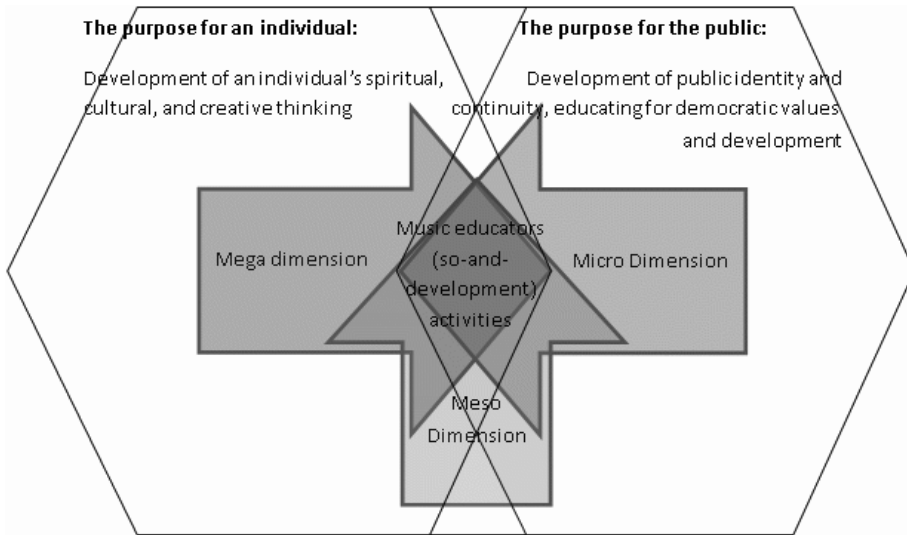 The purpose for an individual:
Development of an individual's spiritual,
cultural, and creative thinking
The purpose for the public:
Development of public identity and
continuity, educating for democratic values
and development
Mega dimension
Music educators
(so-and-
development)
activities
Micro Dimension
Meso
Dimension